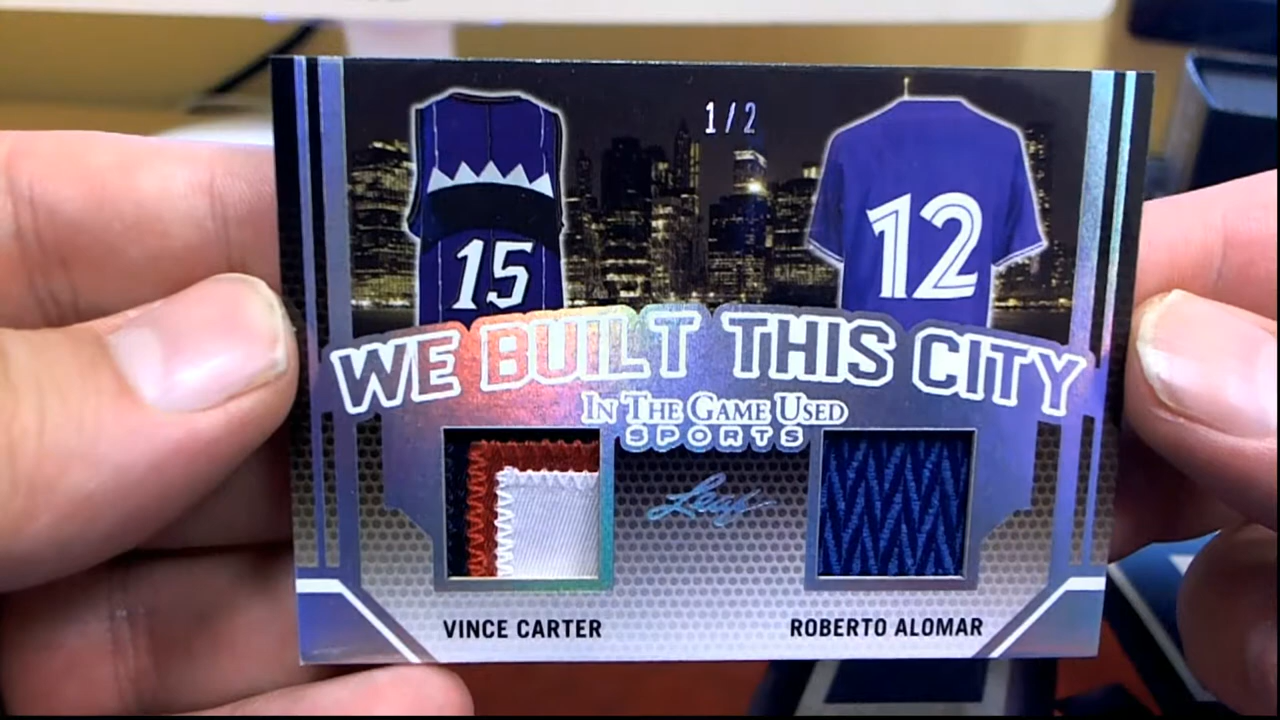 1/2
15
12
WE BUILT THIS CITY
IN THE GAME USED
SPORTS
Leaf
VINCE CARTER
ROBERTO ALOMAR